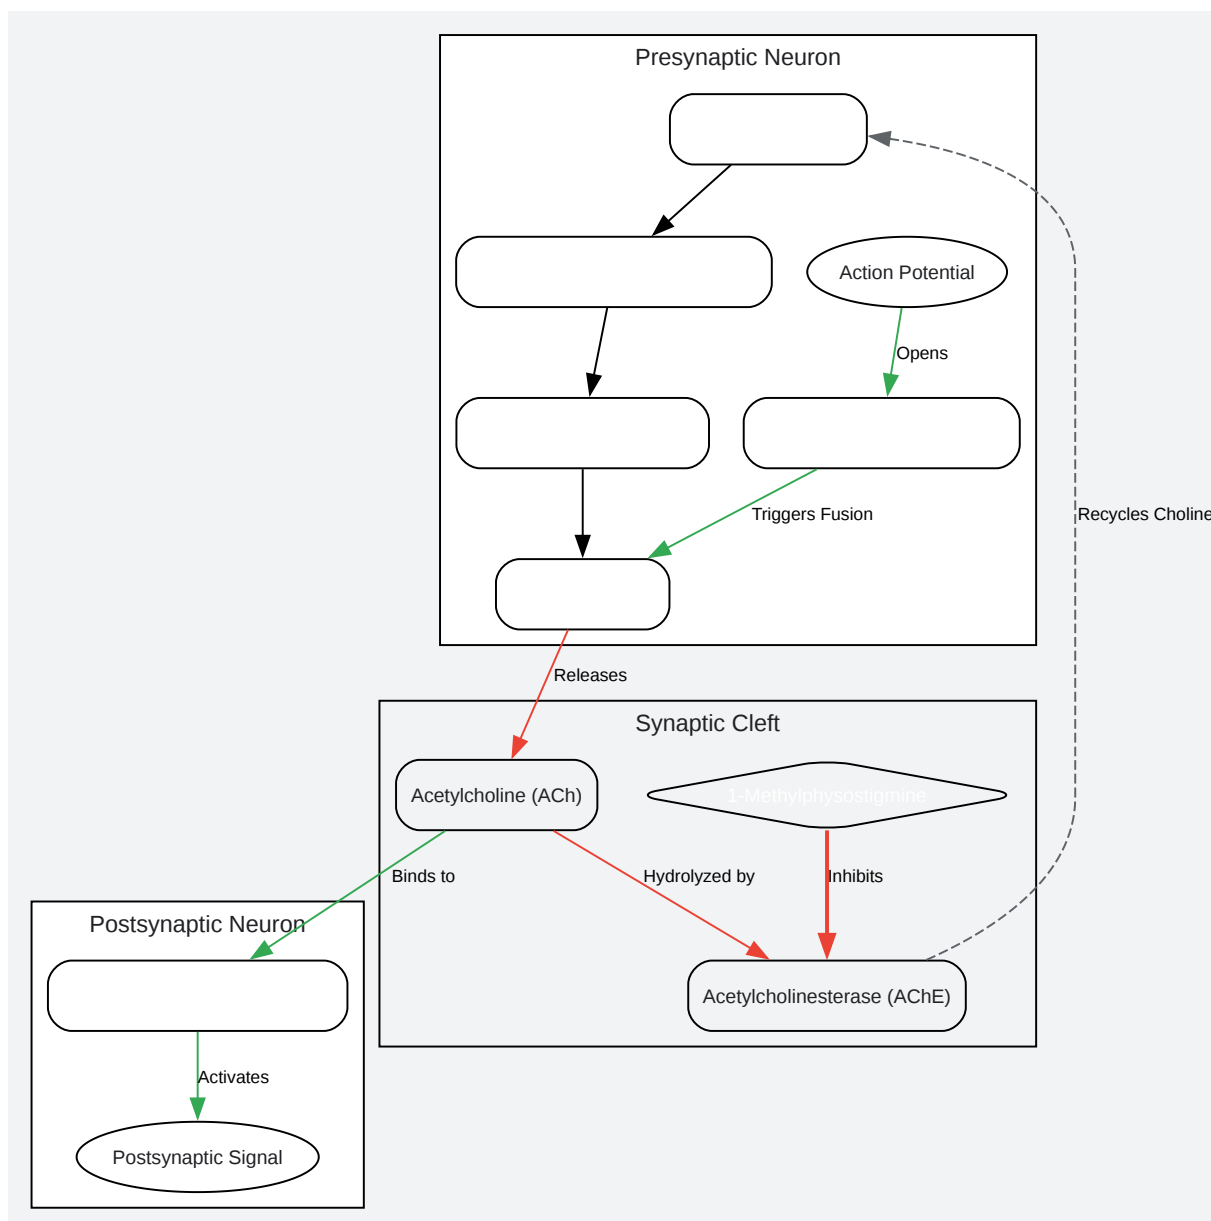 Presynaptic Neuron
Action Potential
Opens
Triggers Fusion
Recycles Choline
Releases
Synaptic Cleft
Acetylcholine (ACh)
1-Methylphysostigmine
Binds to
Hydrolyzed by
Inhibits
Postsynaptic Neuron
Acetylcholinesterase (AChE)
Activates
Postsynaptic Signal